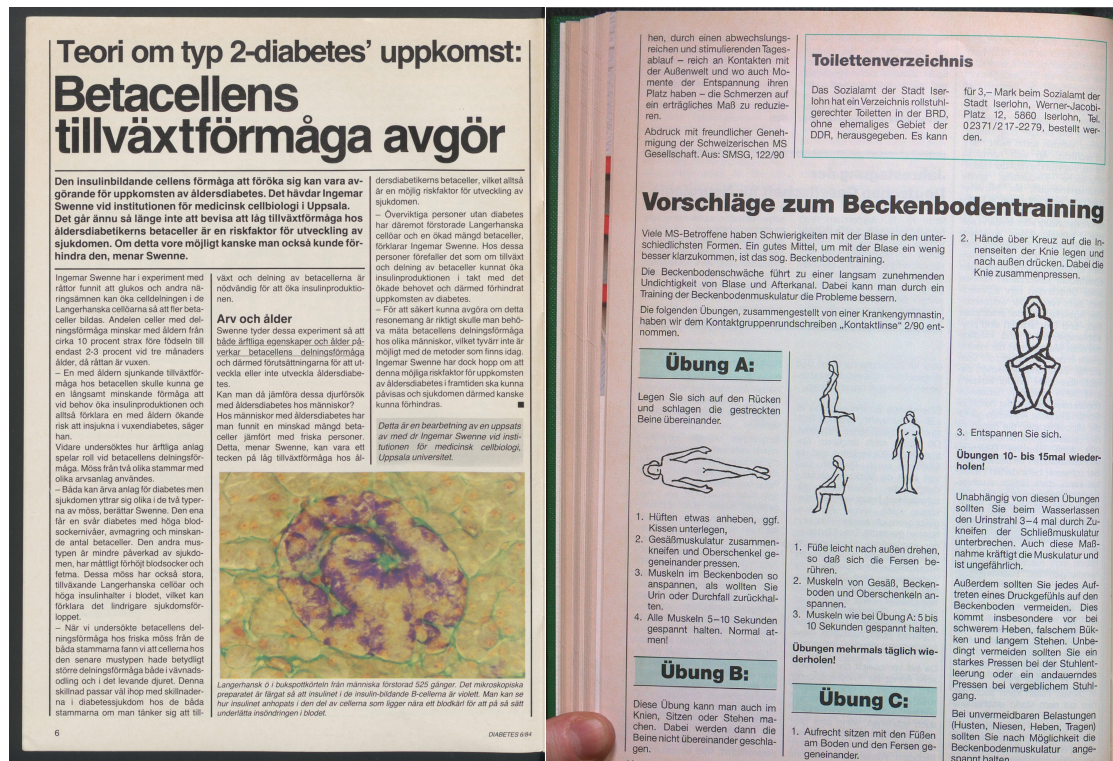 Teori om typ 2-diabetes' uppkomst:
Betacellens
tillväxtförmåga avgör
Den insulinbildande cellens förmåga att föröka sig kan vara av-
görande för uppkomsten av åldersdiabetes. Det hävdar Ingemar
Swenne vid institutionen för medicinsk cellbiologi i Uppsala.
Det går ännu så länge inte att bevisa att låg tillväxtförmåga hos
åldersdiabetikerns betaceller är en riskfaktor för utveckling av
sjukdomen. Om detta vore möjligt kanske man också kunde för-
hindra den, menar Swenne.
Ingemar Swenne har i experiment med
råttor funnit att glukos och andra nä-
ringsämnen kan öka celldelningen i de
Langerhanska cellöarna så att fler beta-
celler bildas. Andelen celler med del-
ningsförmåga minskar med åldern från
cirka 10 procent strax före födseln till
endast 2-3 procent vid tre månaders
ålder, då råttan är vuxen.
– En med åldern sjunkande tillväxtför-
måga hos betacellen skulle kunna ge
en långsamt minskande förmåga att
vid behov öka insulinproduktionen och
alltså förklara en med åldern ökande
risk att insjukna i vuxendiabetes, säger
han.
Vidare undersöktes hur ärftliga anlag
spelar roll vid betacellens delningsför-
måga. Möss från två olika stammar med
olika arvsanlag användes.
– Båda kan ärva anlag för diabetes men
sjukdomen yttrar sig olika i de två typer-
na av möss, berättar Swenne. Den ena
får en svår diabetes med höga blod-
sockernivåer, avmagring och minskan-
de antal betaceller. Den andra mus-
typen är mindre påverkad av sjukdo-
men, har måttligt förhöjt blodsocker och
fetma. Dessa möss har också stora,
tillväxande Langerhanska cellöar och
höga insulinhalter i blodet, vilket kan
förklara det lindrigare sjukdomsför-
loppet.
– När vi undersökte betacellens del-
ningsförmåga hos friska möss från de
båda stammarna fann vi att cellerna hos
den senare mustypen hade betydligt
större delningsförmåga både i vävnads-
odling och i det levande djuret. Denna
skillnad passar väl ihop med skillnader-
na i diabetessjukdom hos de båda
stammarna om man tänker sig att till-
växt och delning av betacellerna är
nödvändig för att öka insulinproduktio-
nen.
Arv och ålder
Swenne tyder dessa experiment så att
både ärftliga egenskaper och ålder på-
verkar betacellens delningsförmåga
och därmed förutsättningarna för att ut-
veckla eller inte utveckla åldersdiabe-
tes.
Kan man då jämföra dessa djurförsök
med åldersdiabetes hos människor?
Hos människor med åldersdiabetes har
man funnit en minskad mängd beta-
celler jämfört med friska personer.
Detta, menar Swenne, kan vara ett
tecken på låg tillväxtförmåga hos ål-
dersdiabetikerns betaceller, vilket alltså
är en möjlig riskfaktor för utveckling av
sjukdomen.
– Överviktiga personer utan diabetes
har däremot förstorade Langerhanska
cellöar och en ökad mängd betaceller,
förklarar Ingemar Swenne. Hos dessa
personer förefaller det som om tillväxt
och delning av betaceller kunnat öka
insulinproduktionen i takt med det
ökade behovet och därmed förhindrat
uppkomsten av diabetes.
– För att säkert kunna avgöra om detta
resonemang är riktigt skulle man behö-
va mäta betacellens delningsförmåga
hos olika människor, vilket tyvärr inte är
möjligt med de metoder som finns idag.
Ingemar Swenne har dock hopp om att
denna möjliga riskfaktor för uppkomsten
av åldersdiabetes i framtiden ska kunna
påvisas och sjukdomen därmed kanske
kunna förhindras.
Detta är en bearbetning av en uppsats
av med dr Ingemar Swenne vid insti-
tutionen för medicinsk cellbiologi,
Uppsala universitet.
Langerhansk ö i bukspottkörteln från människa förstorad 525 gånger. Det mikroskopiska
preparatet är färgat så att insulinet i de insulin-bildande B-cellerna är violett. Man kan se
hur insulinet anhopats i den del av cellerna som ligger nära ett blodkärl för att på så sätt
underlätta insöndringen i blodet.
6
DIABETES 6/84
hen, durch einen abwechslungs-
reichen und stimulierenden Tages-
ablauf – reich an Kontakten mit
der Außenwelt und wo auch Mo-
mente der Entspannung ihren
Platz haben – die Schmerzen auf
ein erträgliches Maß zu reduzie-
ren.
Abdruck mit freundlicher Geneh-
migung der Schweizerischen MS
Gesellschaft. Aus: SMSG, 122/90
Toilettenverzeichnis
Das Sozialamt der Stadt Iser-
lohn hat ein Verzeichnis rollstuhl-
gerechter Toiletten in der BRD,
ohne ehemaliges Gebiet der
DDR, herausgegeben. Es kann
für 3,– Mark beim Sozialamt der
Stadt Iserlohn, Werner-Jacobi-
Platz 12, 5860 Iserlohn, Tel.
02371/217-2279, bestellt wer-
den.
Vorschläge zum Beckenbodentraining
Viele MS-Betroffene haben Schwierigkeiten mit der Blase in den unter-
schiedlichsten Formen. Ein gutes Mittel, um mit der Blase ein wenig
besser klarzukommen, ist das sog. Beckenbodentraining.
Die Beckenbodenschwäche führt zu einer langsam zunehmenden
Undichtigkeit von Blase und Afterkanal. Dabei kann man durch ein
Training der Beckenbodenmuskulatur die Probleme bessern.
Die folgenden Übungen, zusammengestellt von einer Krankengymnastin,
haben wir dem Kontaktgruppenrundschreiben „Kontaktlinse" 2/90 ent-
nommen.
Übung A:
Legen Sie sich auf den Rücken
und schlagen die gestreckten
Beine übereinander.
1. Hüften etwas anheben, ggf.
Kissen unterlegen,
2. Gesäßmuskulatur zusammen-
kneifen und Oberschenkel ge-
geneinander pressen.
3. Muskeln im Beckenboden so
anspannen, als wollten Sie
Urin oder Durchfall zurückhal-
ten.
4. Alle Muskeln 5–10 Sekunden
gespannt halten. Normal at-
men!
Übung B:
Diese Übung kann man auch im
Knien, Sitzen oder Stehen ma-
chen. Dabei werden dann die
Beine nicht übereinander geschla-
gen.
1. Füße leicht nach außen drehen,
so daß sich die Fersen be-
rühren.
2. Muskeln von Gesäß, Becken-
boden und Oberschenkeln an-
spannen.
3. Muskeln wie bei Übung A: 5 bis
10 Sekunden gespannt halten.
Übungen mehrmals täglich wie-
derholen!
Übung C:
1. Aufrecht sitzen mit den Füßen
am Boden und den Fersen ge-
geneinander.
2. Hände über Kreuz auf die In-
nenseiten der Knie legen und
nach außen drücken. Dabei die
Knie zusammenpressen.
3. Entspannen Sie sich.
Übungen 10- bis 15mal wieder-
holen!
Unabhängig von diesen Übungen
sollten Sie beim Wasserlassen
den Urinstrahl 3–4 mal durch Zu-
kneifen der Schließmuskulatur
unterbrechen. Auch diese Maß-
nahme kräftigt die Muskulatur und
ist ungefährlich.
Außerdem sollten Sie jedes Auf-
treten eines Druckgefühls auf den
Beckenboden vermeiden. Dies
kommt insbesondere vor bei
schwerem Heben, falschem Bük-
ken und langem Stehen. Unbe-
dingt vermeiden sollten Sie ein
starkes Pressen bei der Stuhlent-
leerung oder ein andauerndes
Pressen bei vergeblichem Stuhl-
gang.
Bei unvermeidbaren Belastungen
(Husten, Niesen, Heben, Tragen)
sollten Sie nach Möglichkeit die
Beckenbodenmuskulatur ange-
spannt halten.